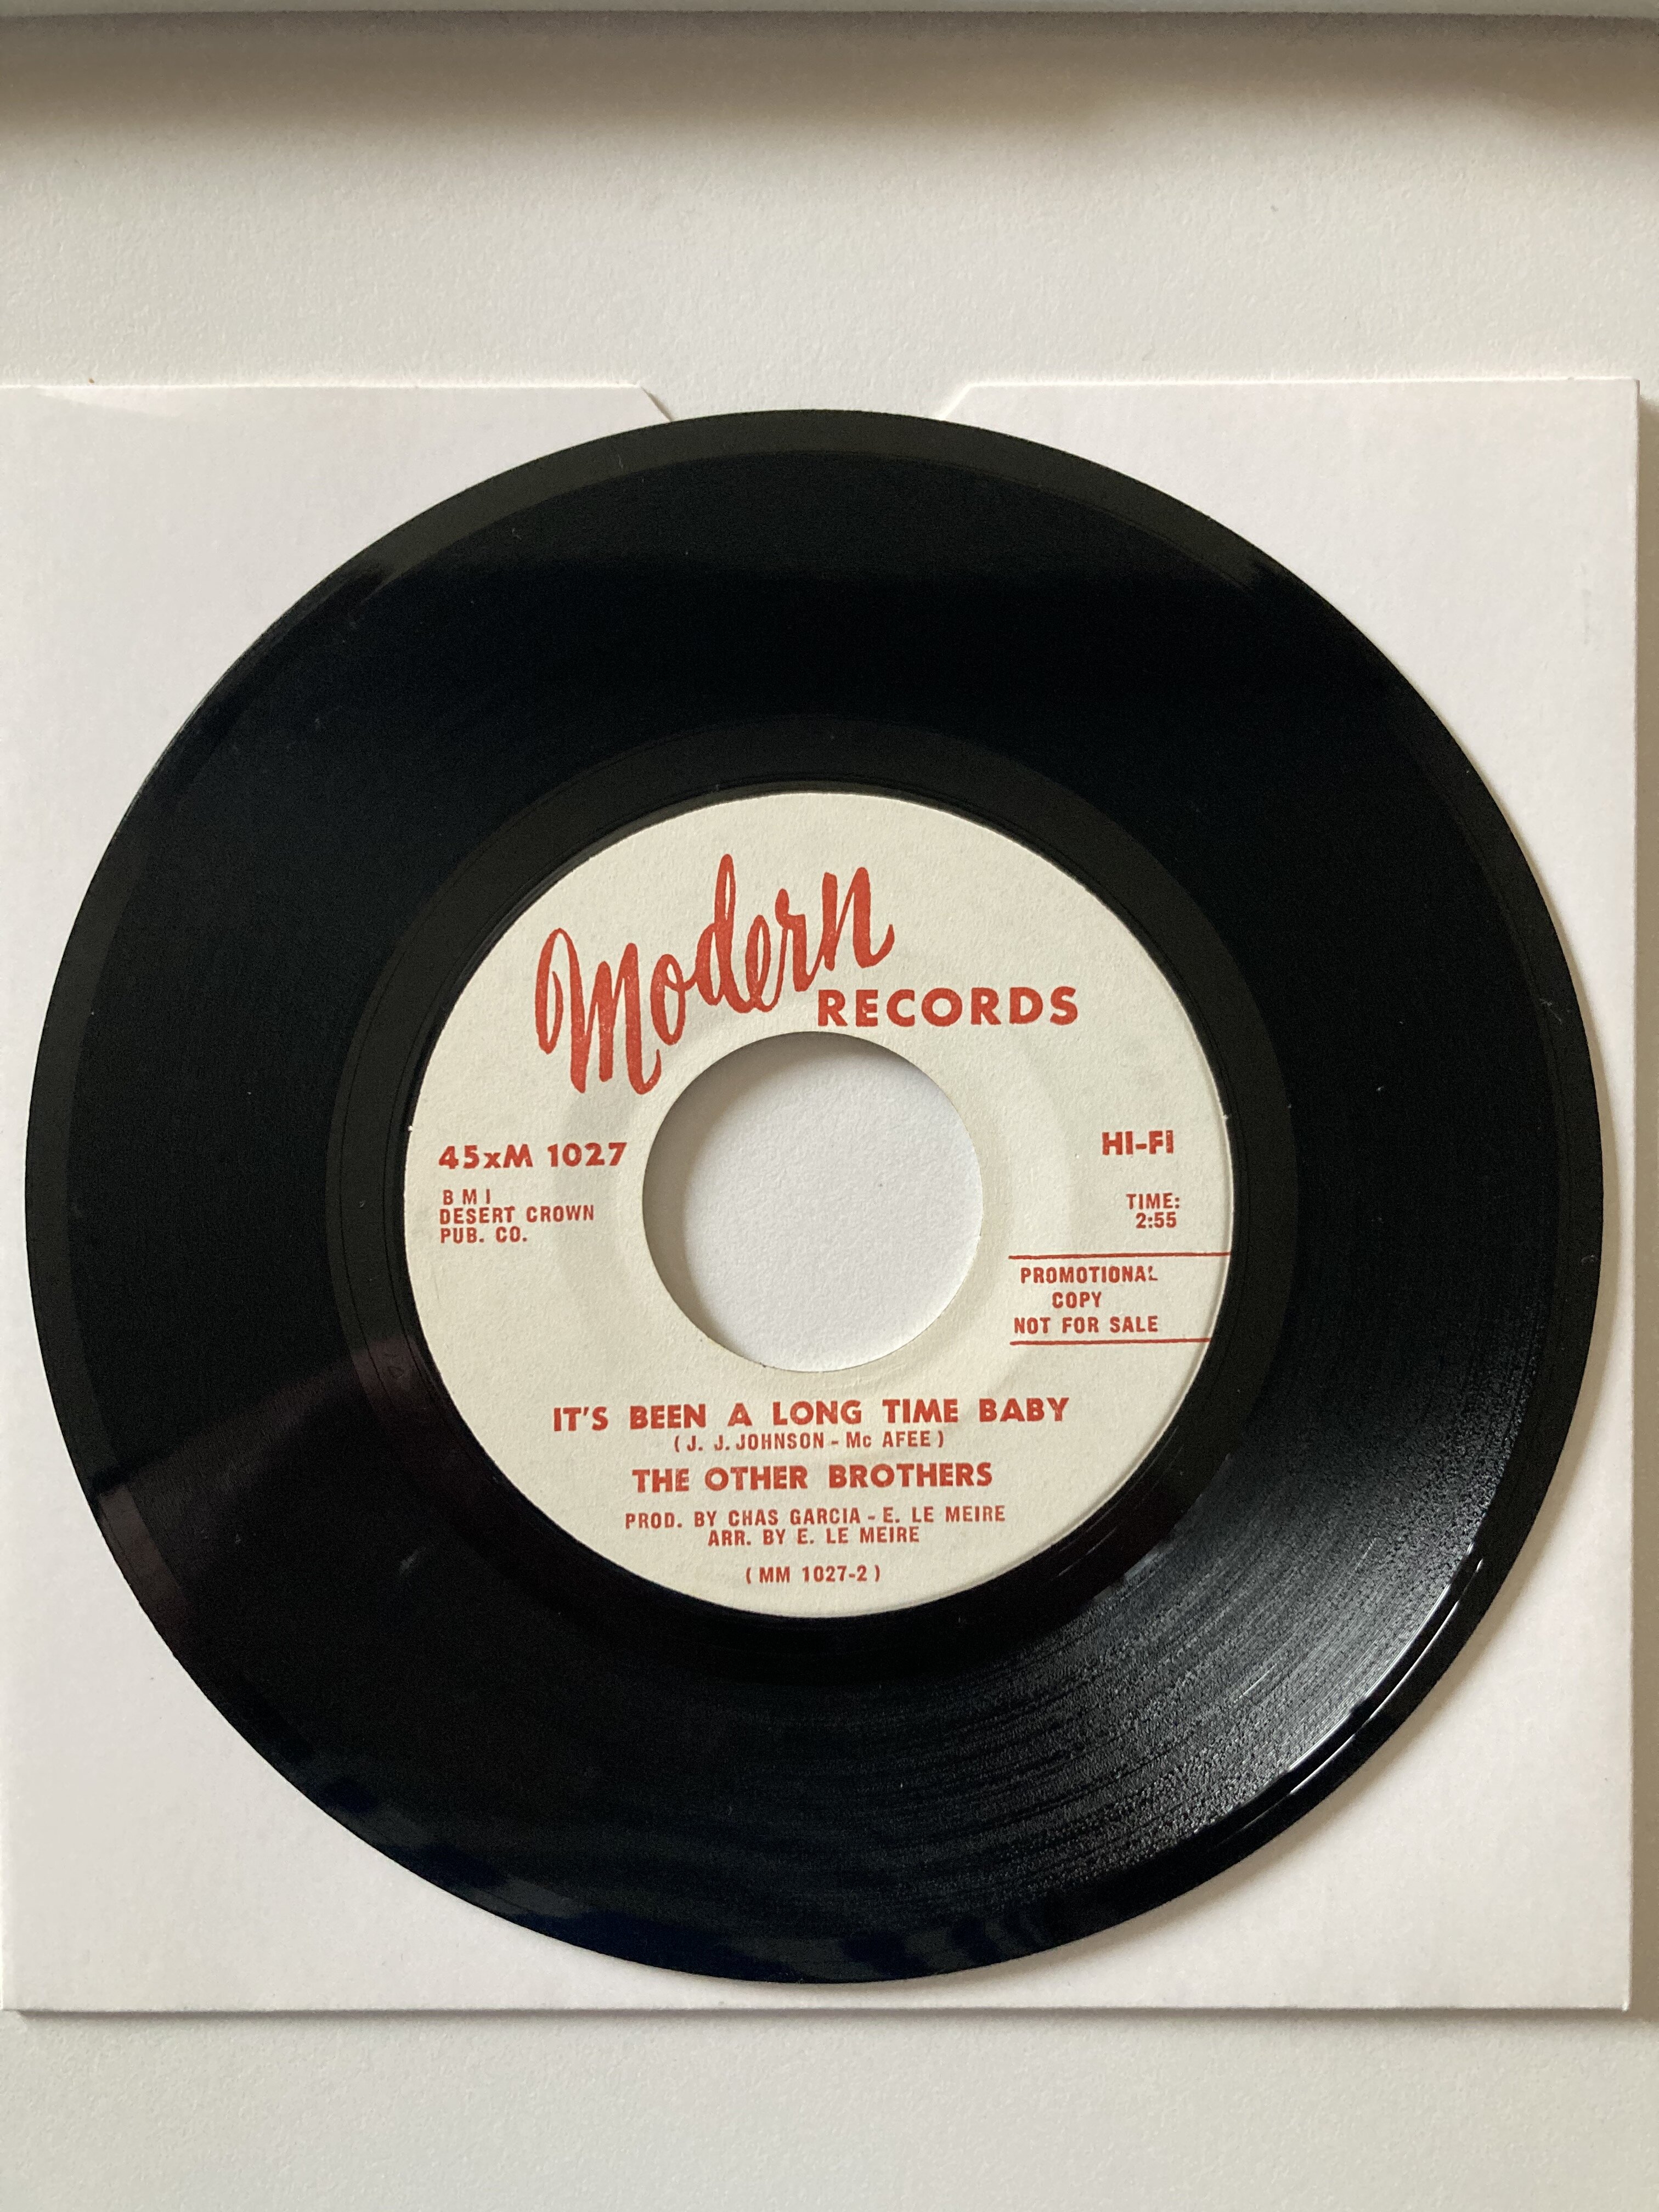 Modern
RECORDS
45xM 1027
HI-FI
BMI
DESERT CROWN
PUB. CO.
TIME:
2:55
PROMOTIONAL
COPY
NOT FOR SALE
IT'S BEEN A LONG TIME BABY
(J. J. JOHNSON - Mc AFEE)
THE OTHER BROTHERS
PROD. BY CHAS GARCIA - E. LE MEIRE
ARR. BY E. LE MEIRE
(MM 1027-2)